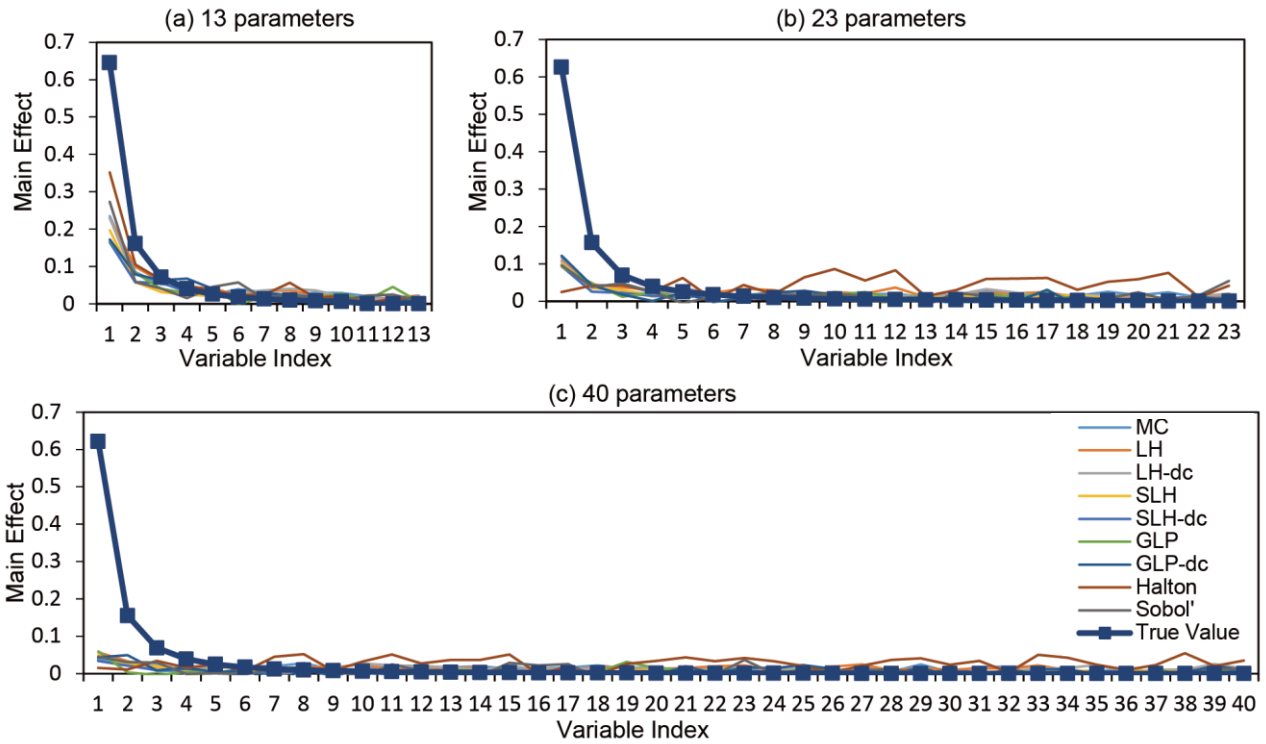 (a) 13 parameters
Main Effect
0.7
0.6
0.5
0.4
0.3
0.2
0.1
0
1 2 3 4 5 6 7 8 9 10 11 12 13
Variable Index
(b) 23 parameters
Main Effect
0.7
0.6
0.5
0.4
0.3
0.2
0.1
0
1 2 3 4 5 6 7 8 9 10 11 12 13 14 15 16 17 18 19 20 21 22 23
Variable Index
(c) 40 parameters
Main Effect
0.7
0.6
0.5
0.4
0.3
0.2
0.1
0
1 2 3 4 5 6 7 8 9 10 11 12 13 14 15 16 17 18 19 20 21 22 23 24 25 26 27 28 29 30 31 32 33 34 35 36 37 38 39 40
Variable Index
MC
LH
LH-dc
SLH
SLH-dc
GLP
GLP-dc
Halton
Sobol'
True Value